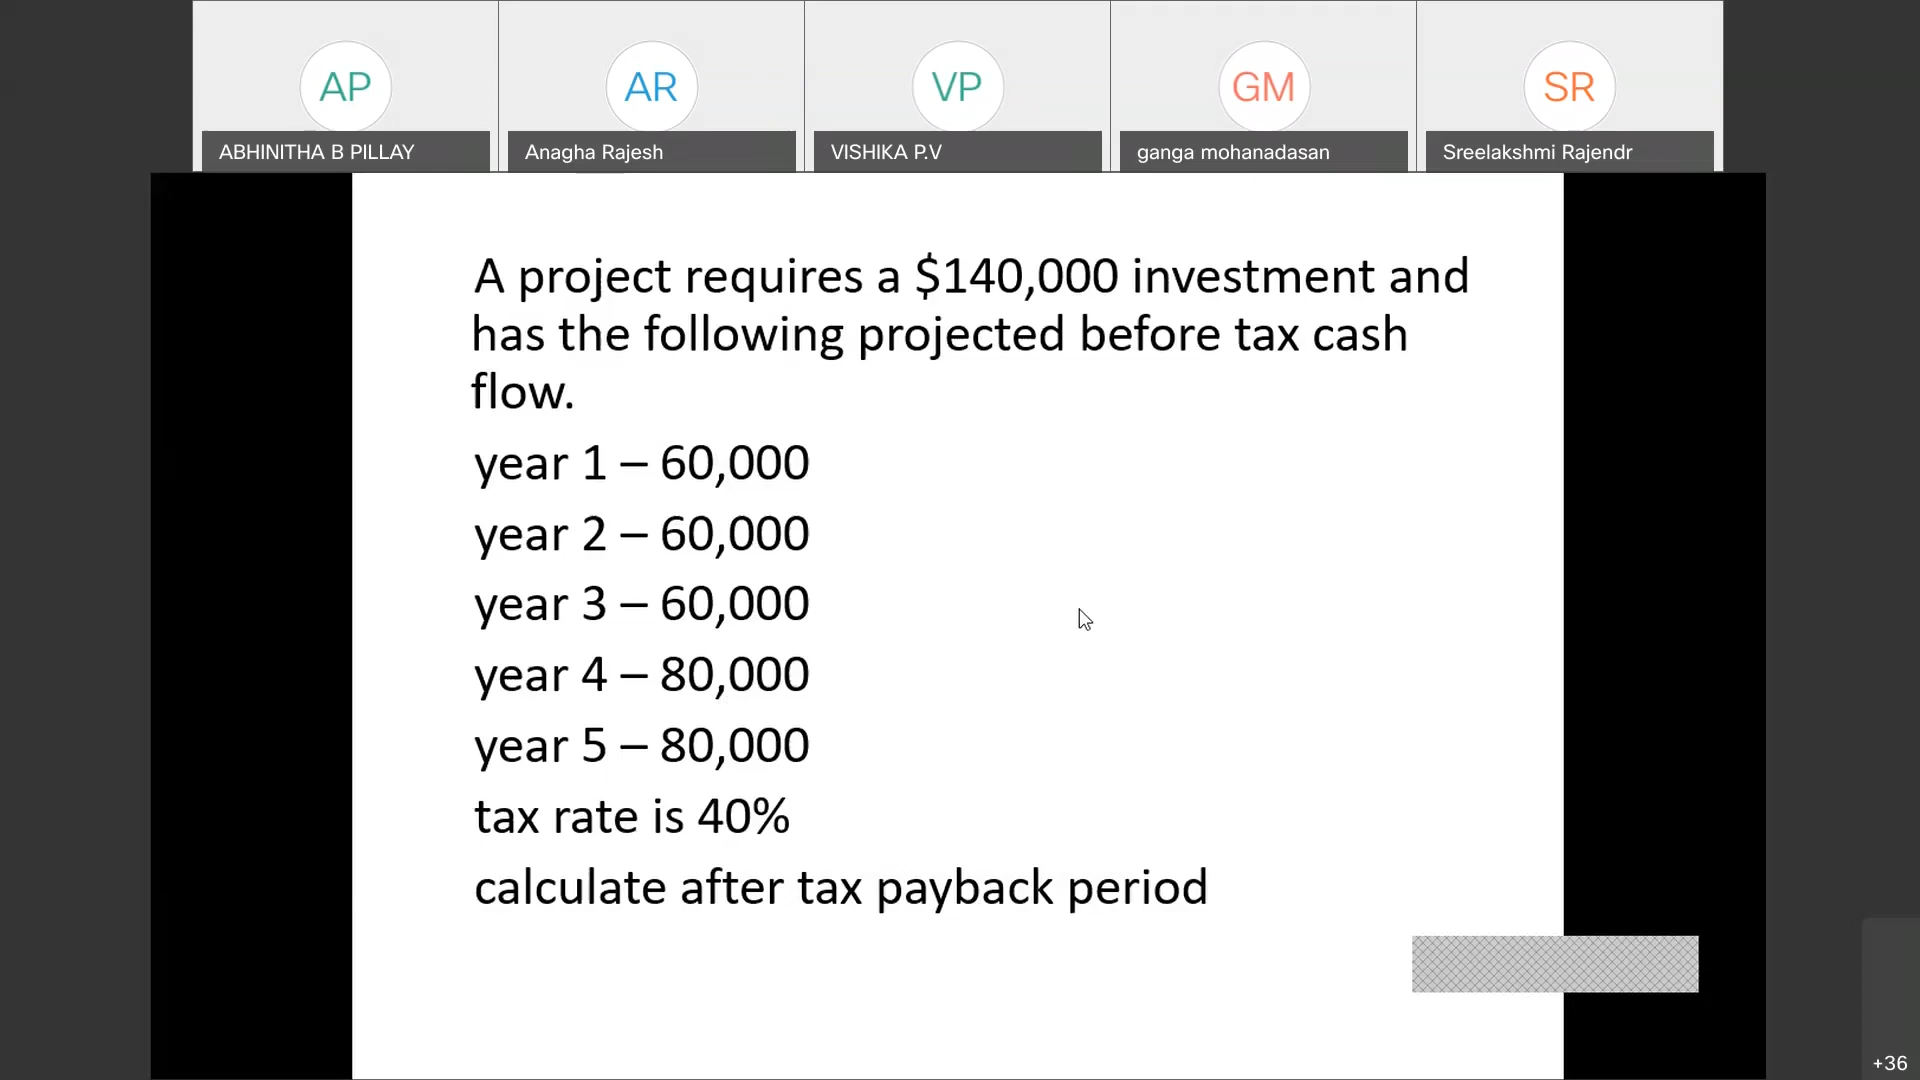 AP
AR
VP
GM
SR
ABHINITHA B PILLAY
Anagha Rajesh
VISHIKA P.V
ganga mohanadasan
Sreelakshmi Rajendr
A project requires a $140,000 investment and
has the following projected before tax cash
flow.
year 1 – 60,000
year 2 – 60,000
year 3 – 60,000
year 4 – 80,000
year 5 – 80,000
tax rate is 40%
calculate after tax payback period
+36